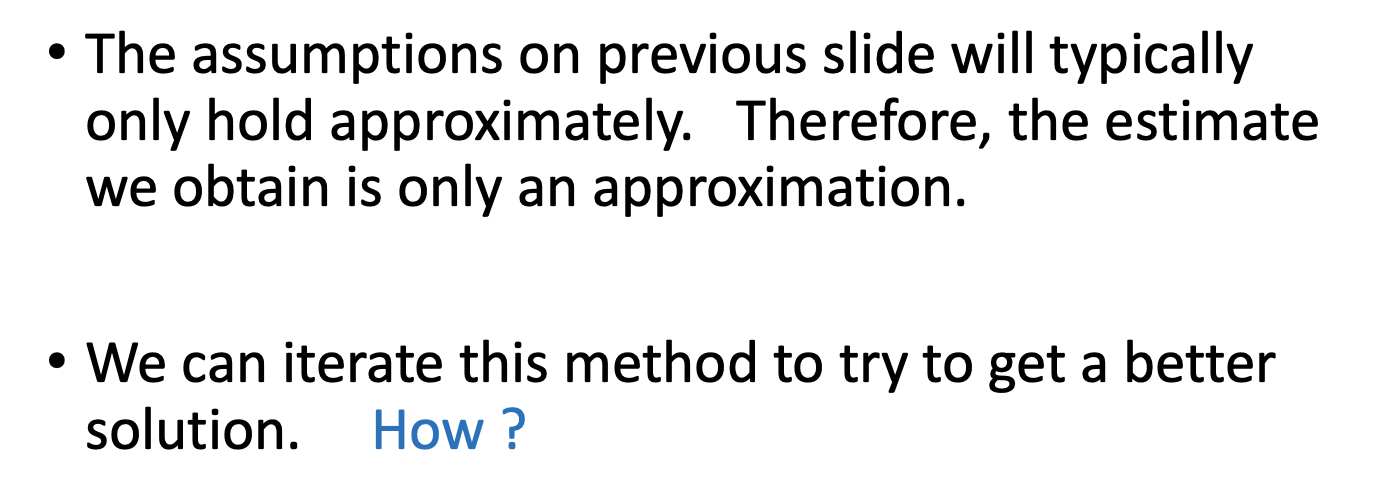 • The assumptions on previous slide will typically
only hold approximately. Therefore, the estimate
we obtain is only an approximation.
• We can iterate this method to try to get a better
solution. How ?